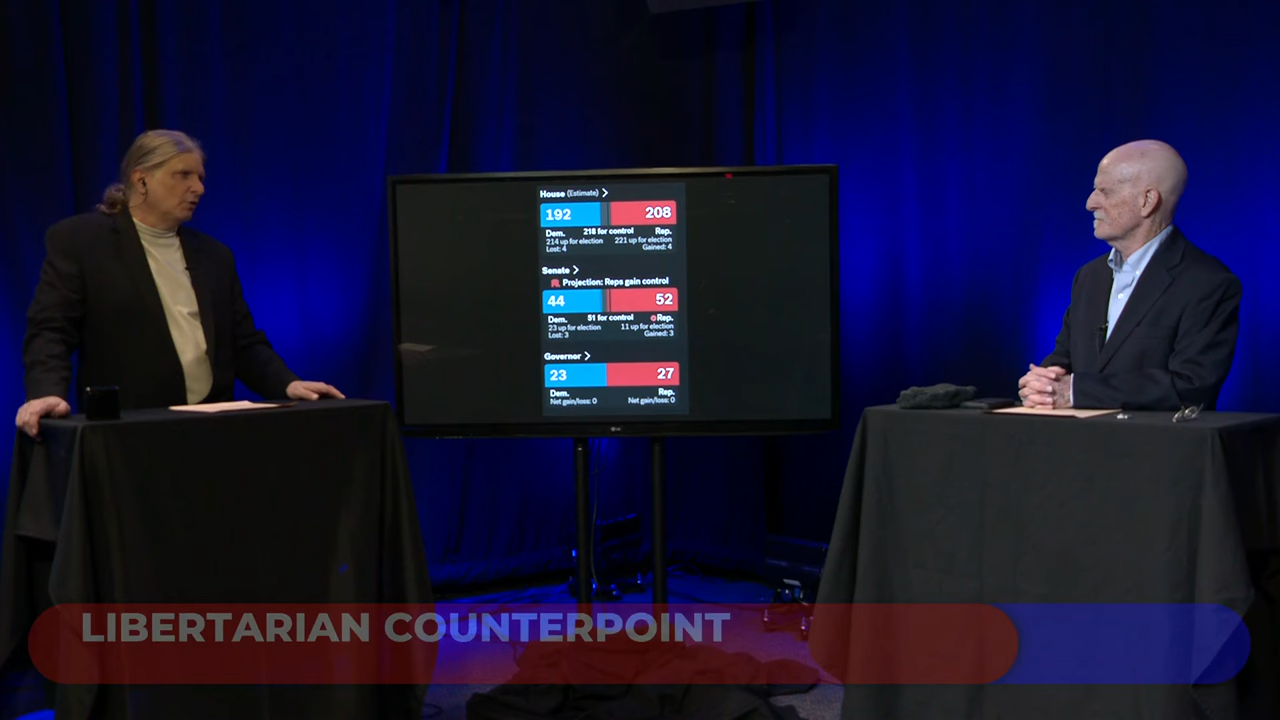 House (Estimate) >
192 208
218 for control
Dem. Rep.
214 up for election 221 up for election
Lost: 4 Gained: 4
Senate >
Projection: Reps gain control
44 52
51 for control
Dem. Rep.
23 up for election 11 up for election
Lost: 3 Gained: 3
Governor >
23 27
Dem. Rep.
Net gain/loss: 0 Net gain/loss: 0
LG
LIBERTARIAN COUNTERPOINT